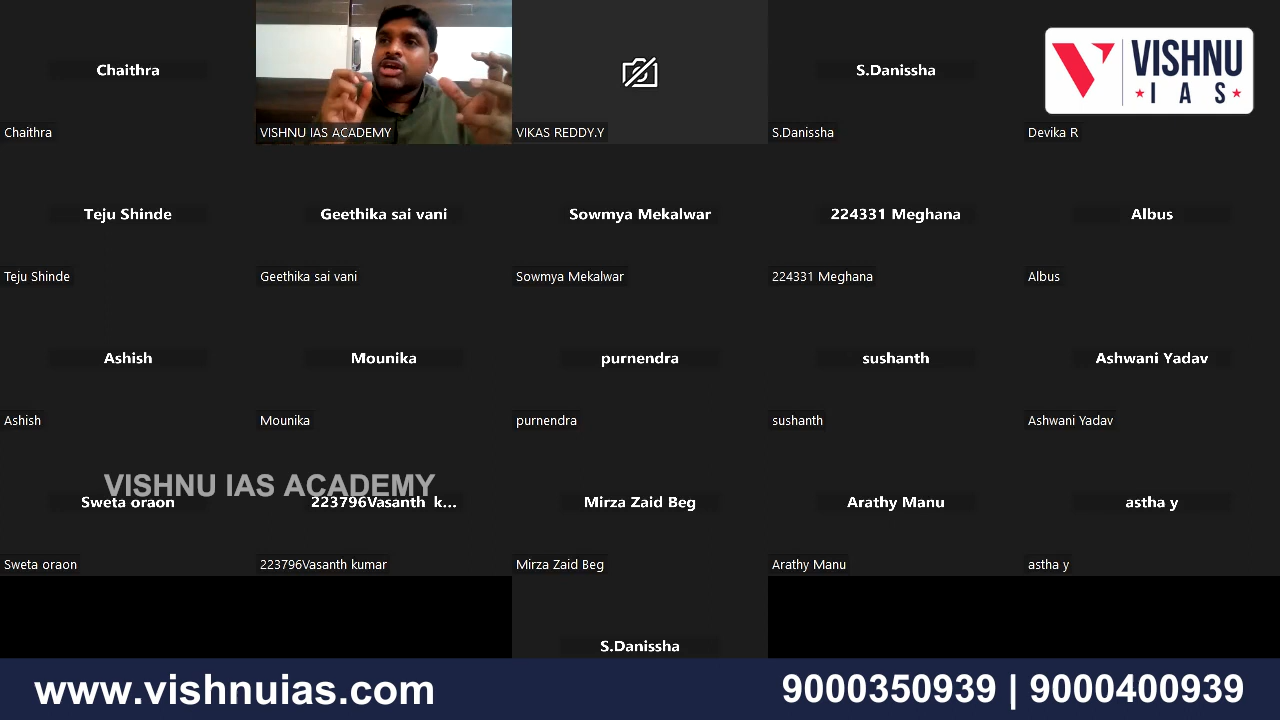 Chaithra
S.Danissha
VISHNU
IAS
Chaithra
VISHNU IAS ACADEMY
VIKAS REDDY.Y
S.Danissha
Devika R
Teju Shinde
Geethika sai vani
Sowmya Mekalwar
224331 Meghana
Albus
Teju Shinde
Geethika sai vani
Sowmya Mekalwar
224331 Meghana
Albus
Ashish
Mounika
purnendra
sushanth
Ashwani Yadav
Ashish
Mounika
purnendra
sushanth
Ashwani Yadav
VISHNU IAS ACADEMY
Sweta oraon
223796Vasanth k...
Mirza Zaid Beg
Arathy Manu
astha y
Sweta oraon
223796Vasanth kumar
Mirza Zaid Beg
Arathy Manu
astha y
S.Danissha
www.vishnuias.com
9000350939 | 9000400939